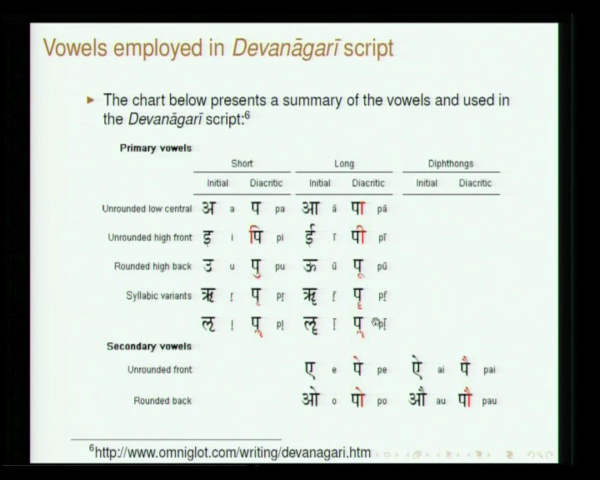 Vowels employed in Devanāgarī script
The chart below presents a summary of the vowels and used in
the Devanāgarī script:6
Primary vowels
Short Long Diphthongs
Initial Diacritic Initial Diacritic Initial Diacritic
Unrounded low central अ a प pa आ ā पा pā
Unrounded high front इ i पि pi ई ī पी pī
Rounded high back उ u पु pu ऊ ū पू pū
Syllabic variants ऋ ṛ पृ pṛ ॠ ṝ पॄ pṝ
ऌ ḷ पॢ pḷ ॡ ḹ पॣ pḹ
Secondary vowels
Unrounded front ए e पे pe ऐ ai पै pai
Rounded back ओ o पो po औ au पौ pau
6http://www.omniglot.com/writing/devanagari.htm